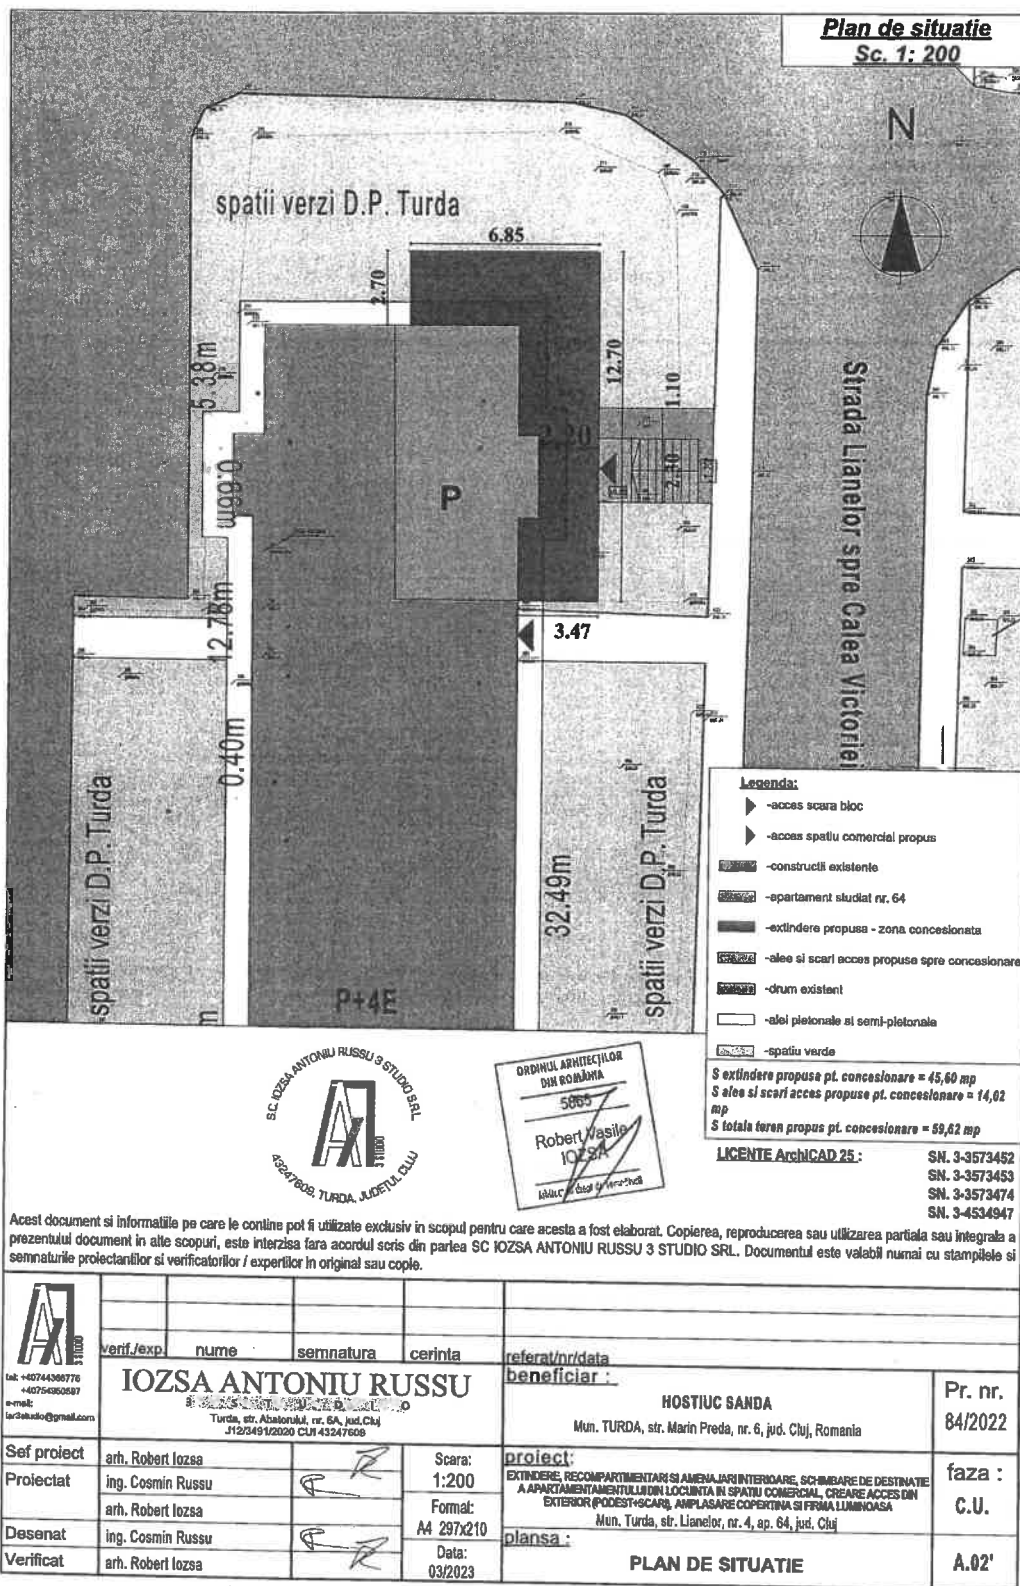 Plan de situatie
Sc. 1: 200
N
spatii verzi D.P. Turda
6.85
2.70
12.70
5.38m
1.10
2.20
2.30
0.66m
P
Strada Lianelor spre Calea Victoriei
12.78m
3.47
0.40m
spatii verzi D.P. Turda
32.49m
spatii verzi D.P. Turda
P+4E
Legenda:
-acces scara bloc
-acces spatiu comercial propus
-constructii existente
-apartament studiat nr. 64
-extindere propusa - zona concesionata
-alee si scari acces propuse spre concesionare
-drum existent
-alei pietonale si semi-pietonale
-spatiu verde
S extindere propusa pt. concesionare = 45,60 mp
S alee si scari acces propuse pt. concesionare = 14,02
mp
S totala teren propus pt. concesionare = 59,62 mp
LICENTE ArchiCAD 25 :
SN. 3-3573452
SN. 3-3573453
SN. 3-3573474
SN. 3-4534947
S.C. IOZSA ANTONIU RUSSU 3 STUDIO S.R.L.
43247609, TURDA, JUDEŢUL CLUJ
3 STUDIO
ORDINUL ARHITECŢILOR
DIN ROMÂNIA
5865
Robert Vasile
IOZSA
Acest document si informatiile pe care le contine pot fi utilizate exclusiv in scopul pentru care acesta a fost elaborat. Copierea, reproducerea sau utilizarea partiala sau integrala a
prezentului document in alte scopuri, este interzisa fara acordul scris din partea SC IOZSA ANTONIU RUSSU 3 STUDIO SRL. Documentul este valabil numai cu stampilele si
semnaturile proiectantilor si verificatorilor / expertilor in original sau copie.
3 STUDIO
verif./exp.
nume
semnatura
cerinta
referat/nr/data
tel: +40744366776
+40754950597
e-mail:
iar3studio@gmail.com
IOZSA ANTONIU RUSSU
3 S T U D I O
Turda, str. Abatorului, nr. 6A, jud.Cluj
J12/3491/2020 CUI 43247609
beneficiar :
HOSTIUC SANDA
Mun. TURDA, str. Marin Preda, nr. 6, jud. Cluj, Romania
Pr. nr.
84/2022
Sef proiect
arh. Robert Iozsa
Proiectat
ing. Cosmin Russu
arh. Robert Iozsa
Desenat
ing. Cosmin Russu
Verificat
arh. Robert Iozsa
Scara:
1:200
Format:
A4 297x210
Data:
03/2023
proiect:
EXTINDERE, RECOMPARTIMENTARI SI AMENAJARI INTERIOARE, SCHIMBARE DE DESTINATIE
A APARTAMENTAMENTULUI DIN LOCUINTA IN SPATIU COMERCIAL, CREARE ACCES DIN
EXTERIOR (PODEST+SCARI), AMPLASARE COPERTINA SI FIRMA LUMINOASA
Mun. Turda, str. Lianelor, nr. 4, ap. 64, jud. Cluj
faza :
C.U.
plansa :
PLAN DE SITUATIE
A.02'